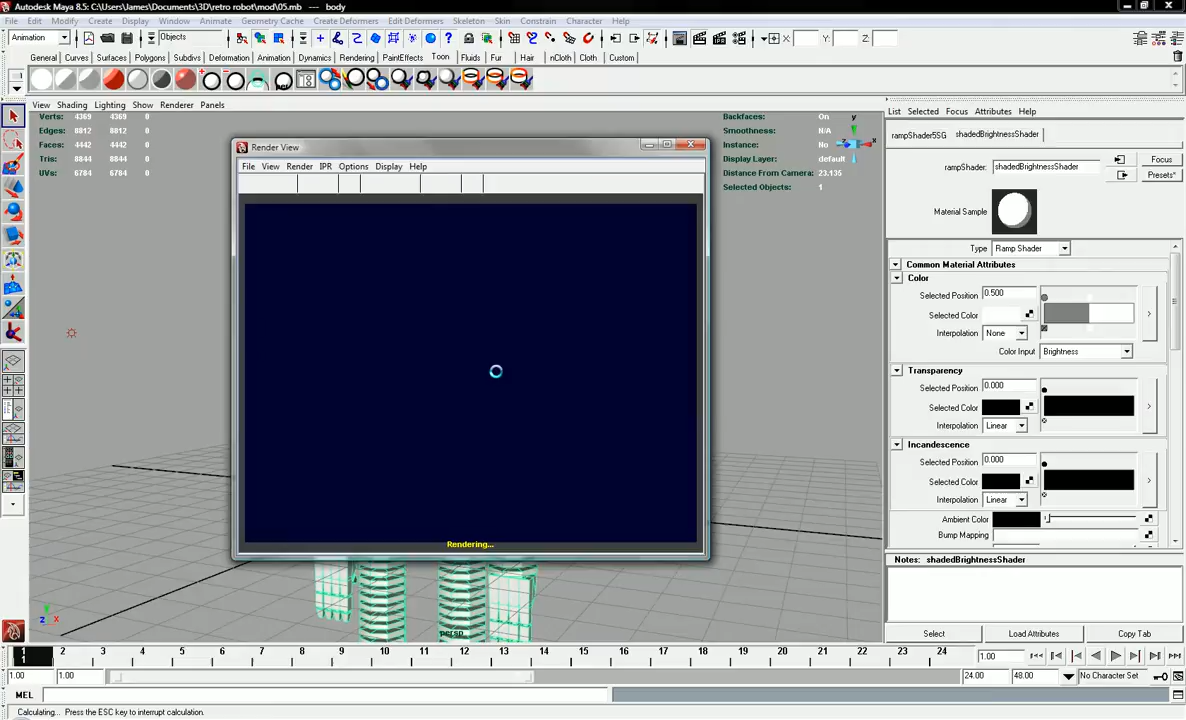 Autodesk Maya 8.5: C:\Users\James\Documents\3D\retro robot\mod\05.mb --- body
File Edit Modify Create Display Window Animate Geometry Cache Create Deformers Edit Deformers Skeleton Skin Constrain Character Help
Animation Objects X: Y: Z:
General Curves Surfaces Polygons Subdivs Deformation Animation Dynamics Rendering PaintEffects Toon Fluids Fur Hair nCloth Cloth Custom
View Shading Lighting Show Renderer Panels
List Selected Focus Attributes Help
Verts: 4369 4369 0
Edges: 8812 8812 0
Faces: 4442 4442 0
Tris: 8844 8844 0
UVs: 6784 6784 0
Backfaces: On
Smoothness: N/A
Instance: No
Display Layer: default
Distance From Camera: 23.135
Selected Objects: 1
y
z x
Render View
File View Render IPR Options Display Help
Rendering...
rampShader5SG shadedBrightnessShader
rampShader: shadedBrightnessShader
Focus
Presets*
Material Sample
Type Ramp Shader
Common Material Attributes
Color
Selected Position 0.500
Selected Color
Interpolation None
Color Input Brightness
Transparency
Selected Position 0.000
Selected Color
Interpolation Linear
Incandescence
Selected Position 0.000
Selected Color
Interpolation Linear
Ambient Color
Bump Mapping
Notes: shadedBrightnessShader
Select Load Attributes Copy Tab
persp
Y
Z X
1 2 3 4 5 6 7 8 9 10 11 12 13 14 15 16 17 18 19 20 21 22 23 24
1 1.00
1.00 1.00 24.00 48.00 No Character Set
MEL
Calculating... Press the ESC key to interrupt calculation.